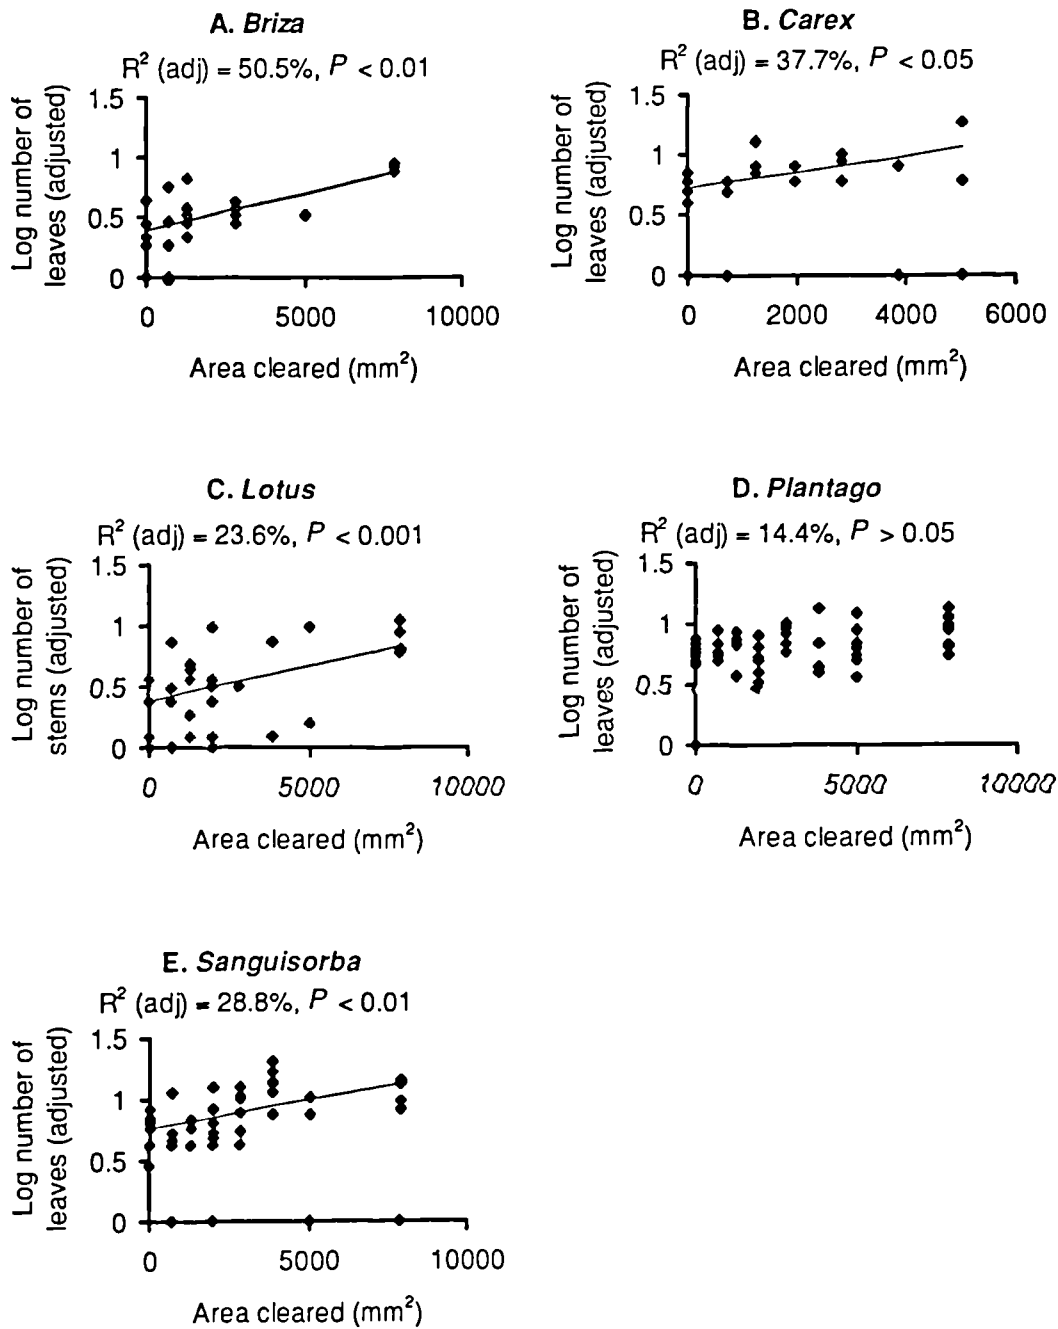 A. Briza
R² (adj) = 50.5%, P < 0.01
Log number of
leaves (adjusted)
1.5
1
0.5
0
0 5000 10000
Area cleared (mm²)
B. Carex
R² (adj) = 37.7%, P < 0.05
Log number of
leaves (adjusted)
1.5
1
0.5
0
0 2000 4000 6000
Area cleared (mm²)
C. Lotus
R² (adj) = 23.6%, P < 0.001
Log number of
stems (adjusted)
1.5
1
0.5
0
0 5000 10000
Area cleared (mm²)
D. Plantago
R² (adj) = 14.4%, P > 0.05
Log number of
leaves (adjusted)
1.5
1
0.5
0
0 5000 10000
Area cleared (mm²)
E. Sanguisorba
R² (adj) = 28.8%, P < 0.01
Log number of
leaves (adjusted)
1.5
1
0.5
0
0 5000 10000
Area cleared (mm²)